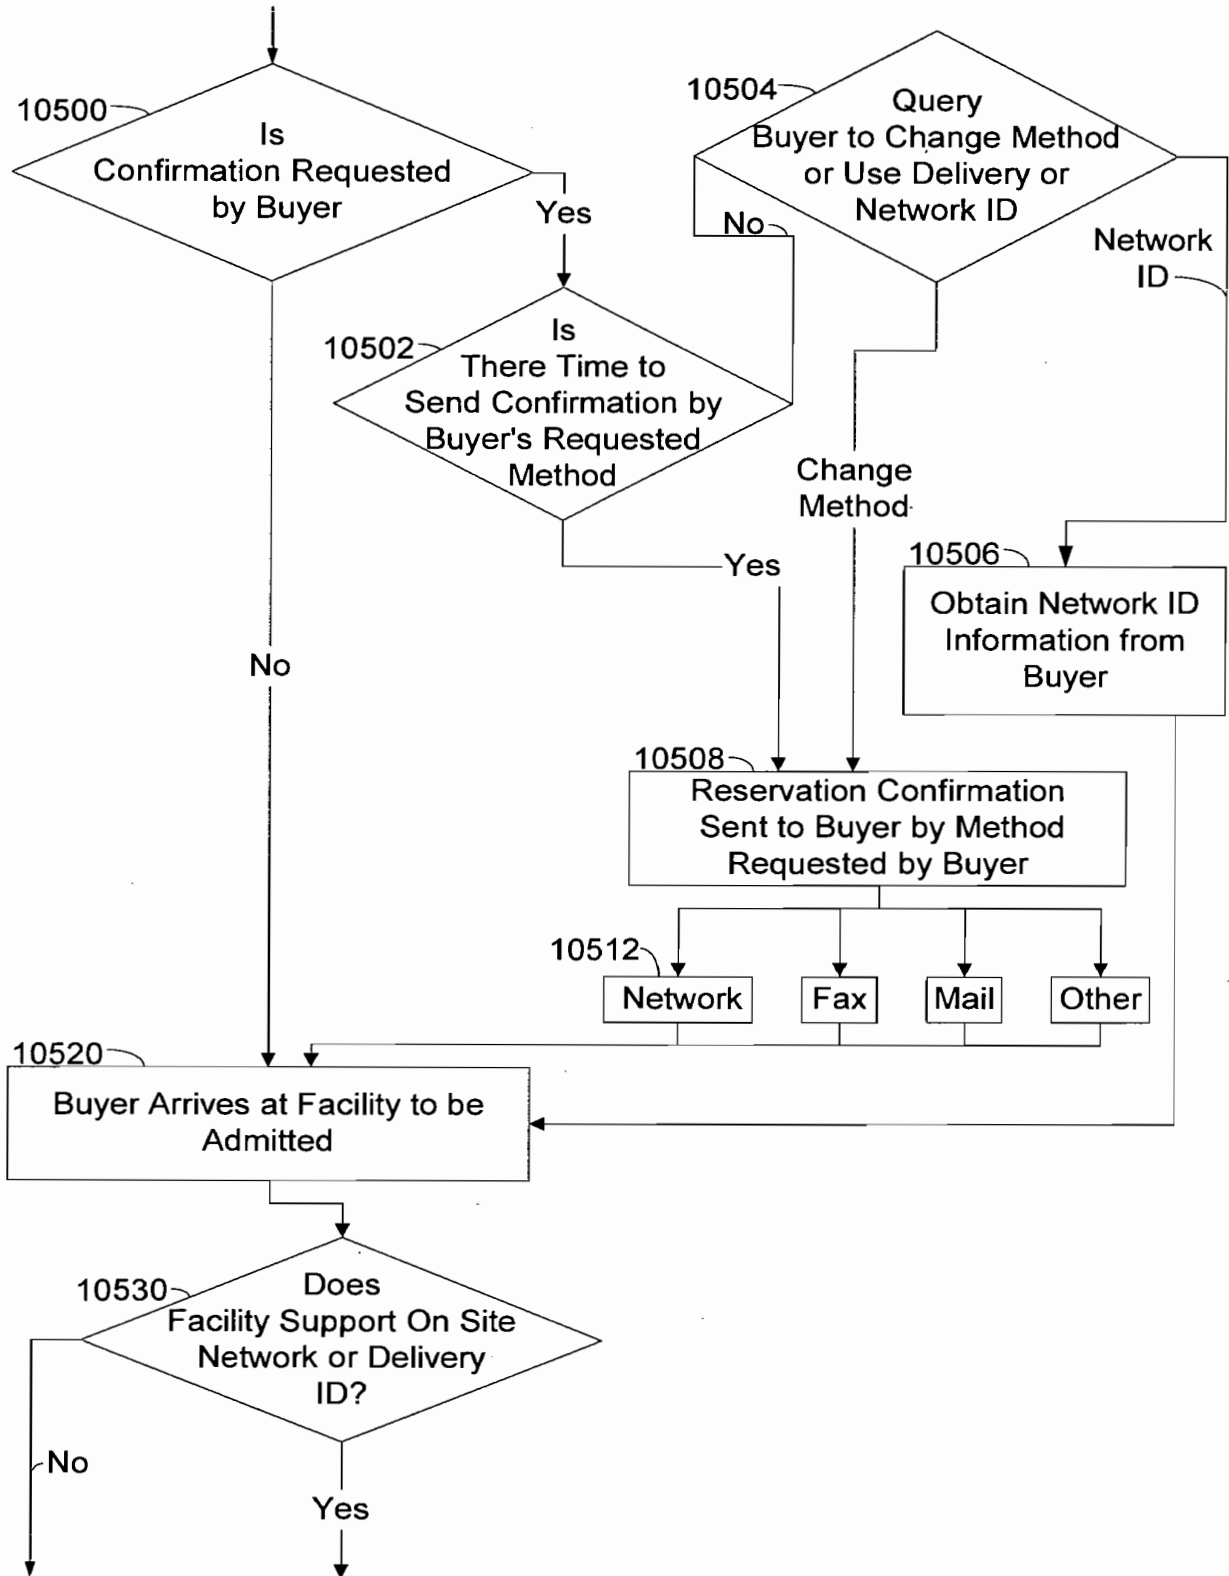 10500
Is
Confirmation Requested
by Buyer
Yes
10504
Query
Buyer to Change Method
or Use Delivery or
Network ID
No
Network
ID
10502
Is
There Time to
Send Confirmation by
Buyer's Requested
Method
Change
Method
Yes
10506
Obtain Network ID
Information from
Buyer
No
10508
Reservation Confirmation
Sent to Buyer by Method
Requested by Buyer
10512
Network
Fax
Mail
Other
10520
Buyer Arrives at Facility to be
Admitted
10530
Does
Facility Support On Site
Network or Delivery
ID?
No
Yes